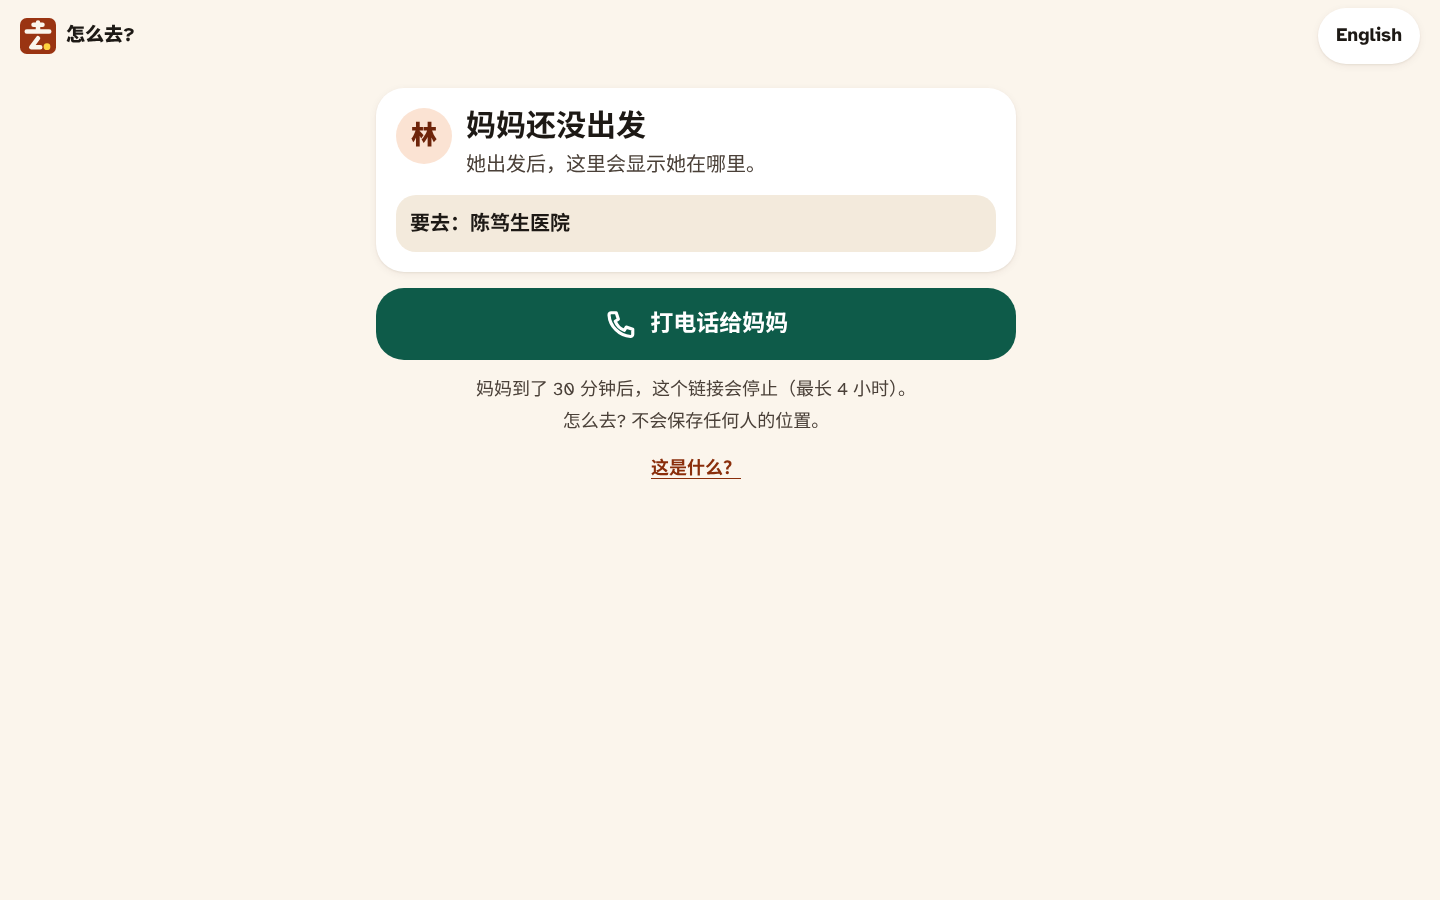 去
怎么去?
English
林
妈妈还没出发
她出发后，这里会显示她在哪里。
要去：陈笃生医院
打电话给妈妈
妈妈到了 30 分钟后，这个链接会停止（最长 4 小时）。
怎么去? 不会保存任何人的位置。
这是什么？